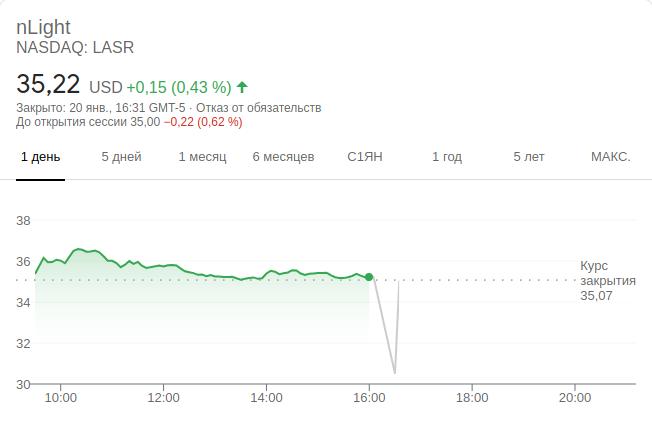 nLight
NASDAQ: LASR
35,22 USD +0,15 (0,43 %)
Закрыто: 20 янв., 16:31 GMT-5 · Отказ от обязательств
До открытия сессии 35,00 −0,22 (0,62 %)
1 день 5 дней 1 месяц 6 месяцев С1ЯН 1 год 5 лет МАКС.
38
36
34
32
30
Курс
закрытия
35,07
10:00 12:00 14:00 16:00 18:00 20:00